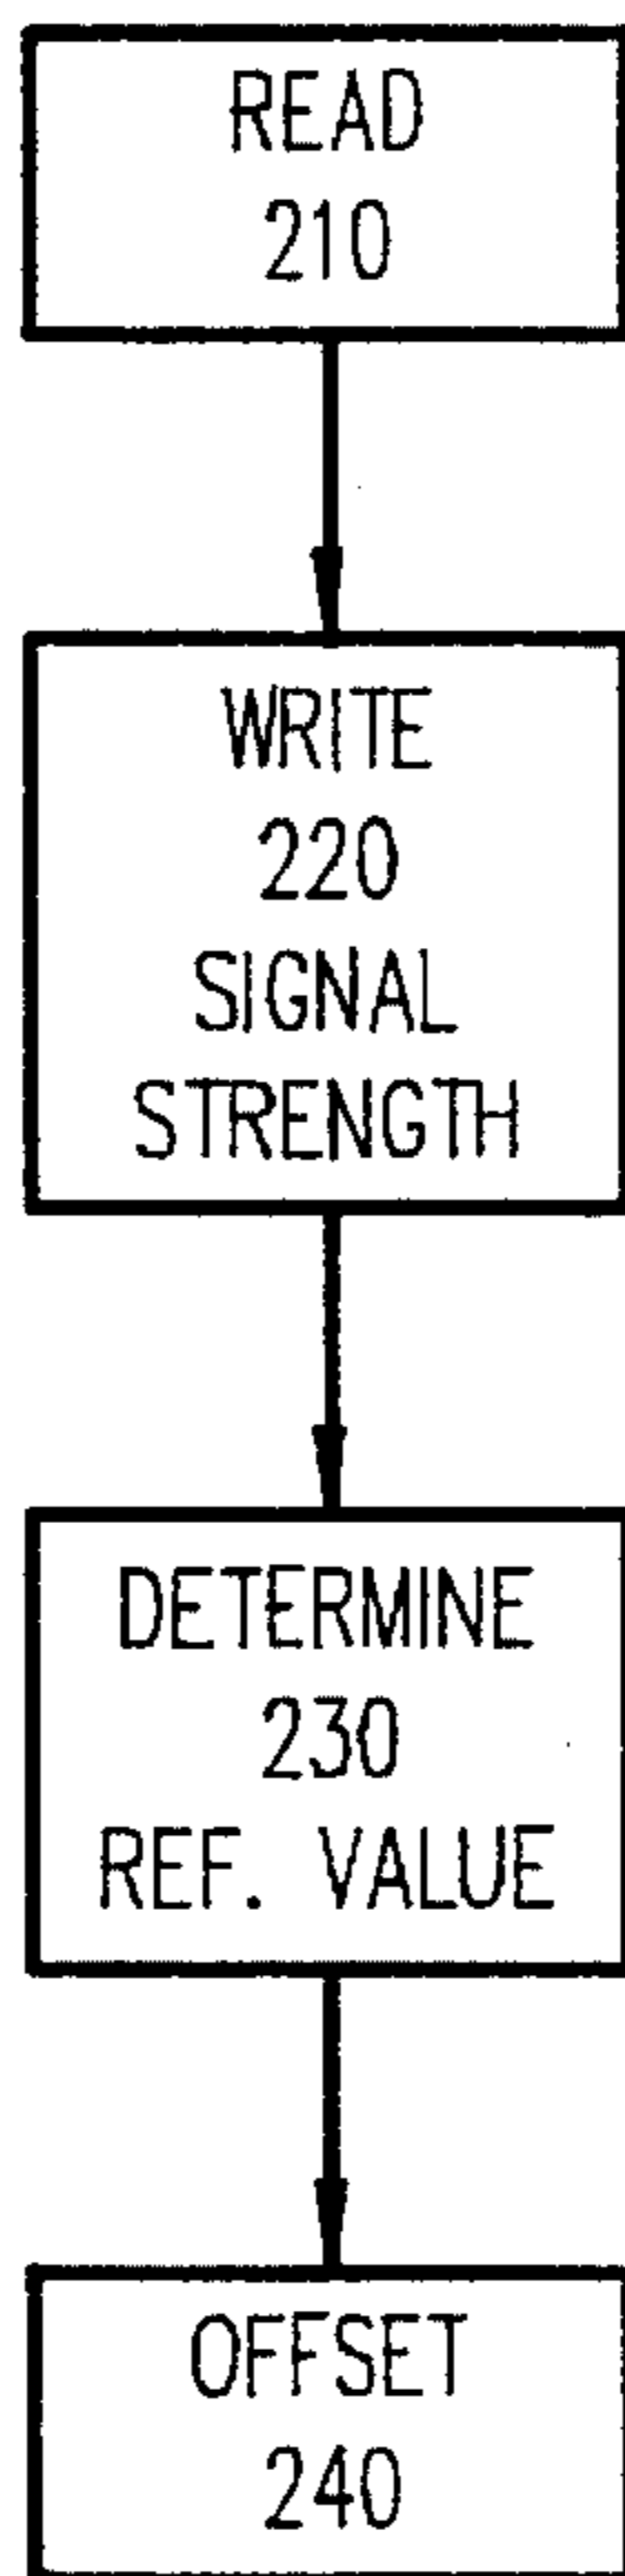 READ
210
WRITE
220
SIGNAL
STRENGTH
DETERMINE
230
REF. VALUE
OFFSET
240